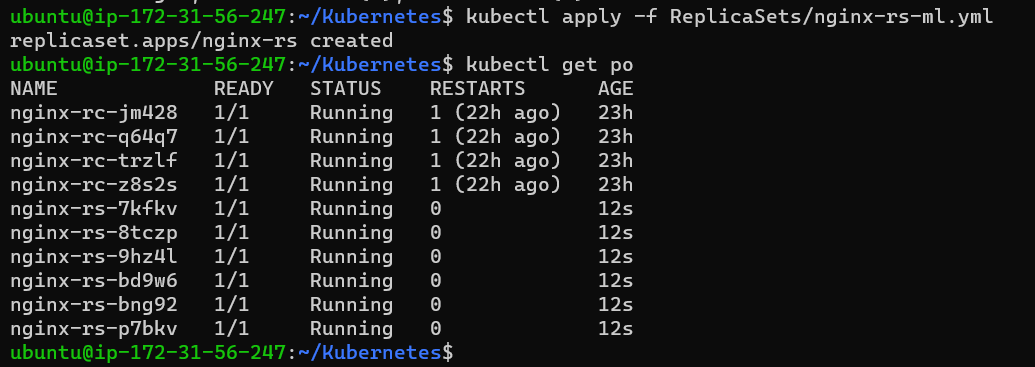 ubuntu@ip-172-31-56-247:~/Kubernetes$ kubectl apply -f ReplicaSets/nginx-rs-ml.yml
replicaset.apps/nginx-rs created
ubuntu@ip-172-31-56-247:~/Kubernetes$ kubectl get po
NAME             READY   STATUS    RESTARTS      AGE
nginx-rc-jm428   1/1     Running   1 (22h ago)   23h
nginx-rc-q64q7   1/1     Running   1 (22h ago)   23h
nginx-rc-trzlf   1/1     Running   1 (22h ago)   23h
nginx-rc-z8s2s   1/1     Running   1 (22h ago)   23h
nginx-rs-7kfkv   1/1     Running   0             12s
nginx-rs-8tczp   1/1     Running   0             12s
nginx-rs-9hz4l   1/1     Running   0             12s
nginx-rs-bd9w6   1/1     Running   0             12s
nginx-rs-bng92   1/1     Running   0             12s
nginx-rs-p7bkv   1/1     Running   0             12s
ubuntu@ip-172-31-56-247:~/Kubernetes$